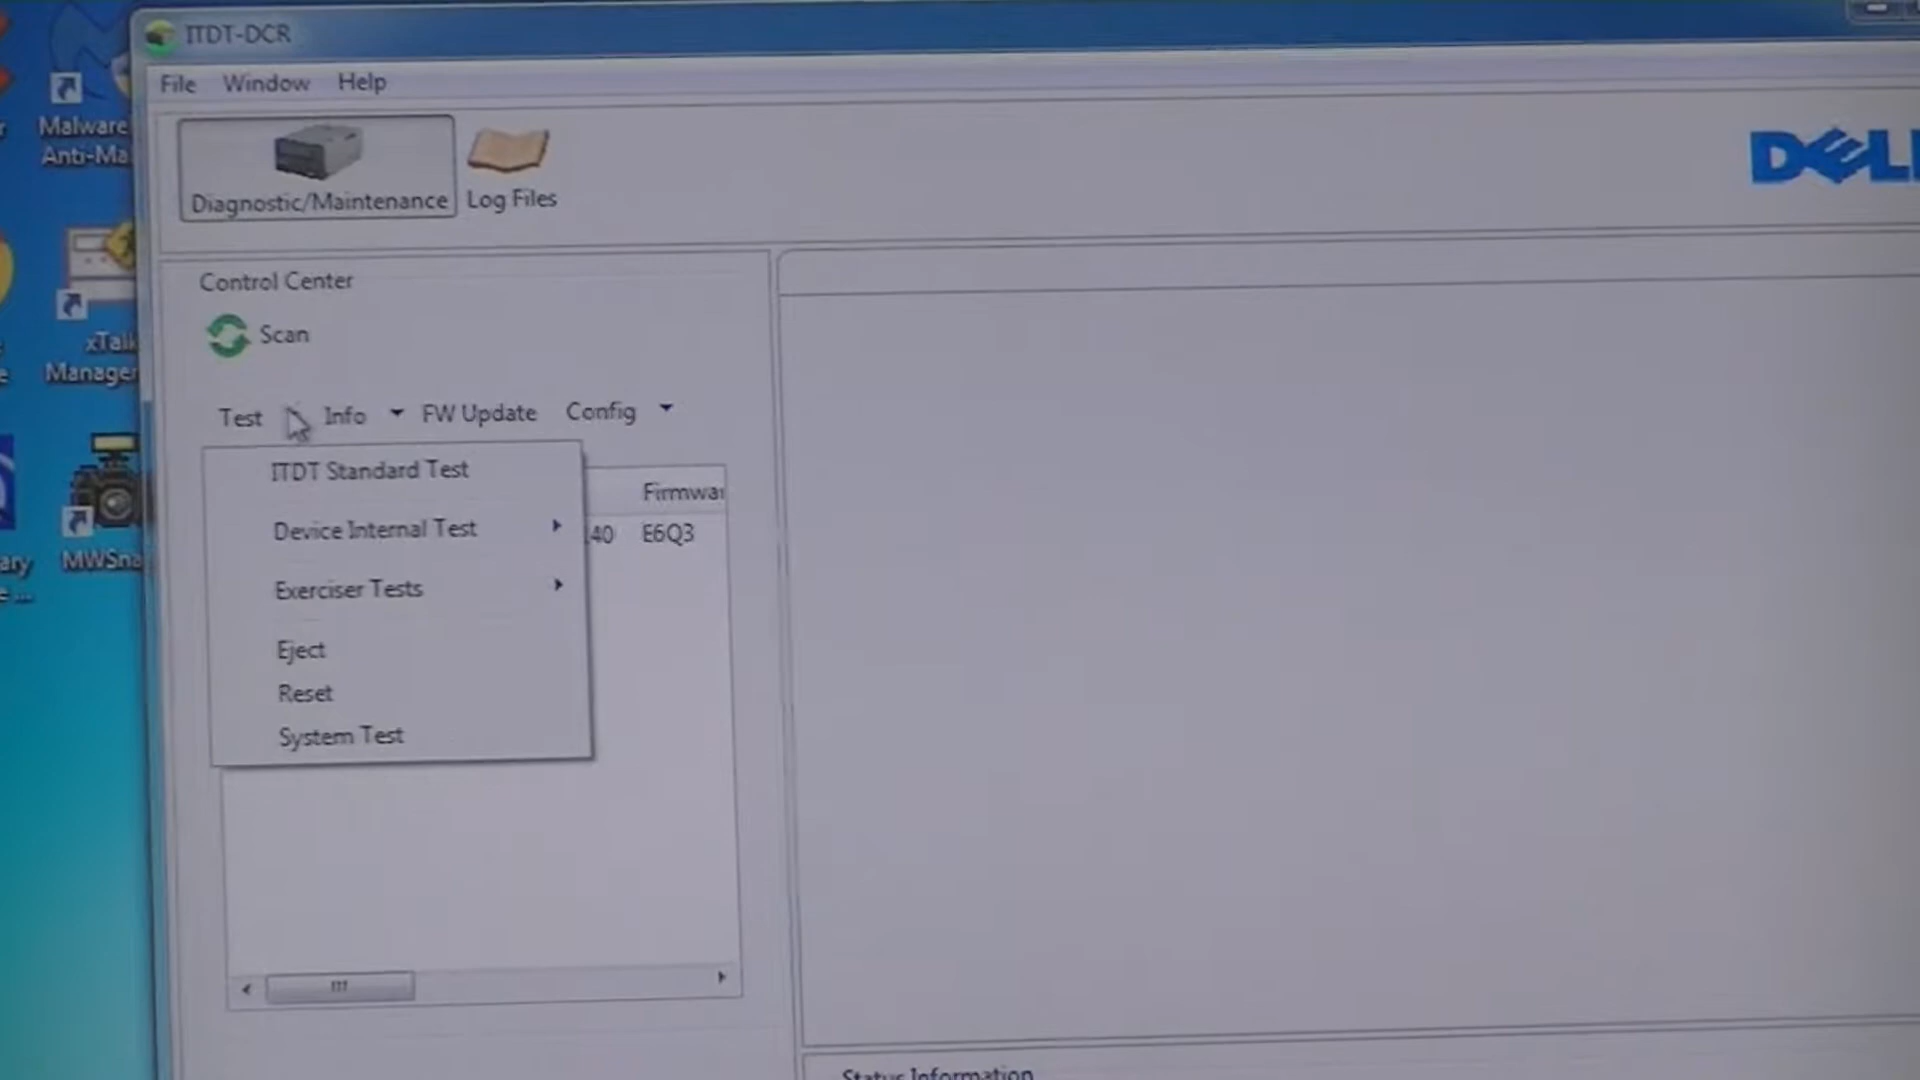 ITDT-DCR
File Window Help
Malware
Anti-Ma
DELL
Diagnostic/Maintenance Log Files
Control Center
Scan
xTalk
Manager
Test Info FW Update Config
ITDT Standard Test
Firmwar
Device Internal Test
40 E6Q3
MWSna
ary
Exerciser Tests
Eject
Reset
System Test
Status Information